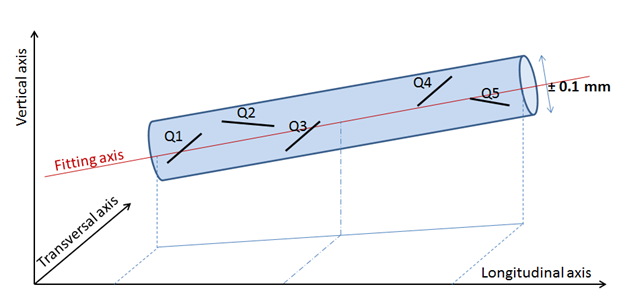 Vertical axis
Q4
Q5
± 0.1 mm
Q2
Q1
Q3
Fitting axis
Transversal axis
Longitudinal axis